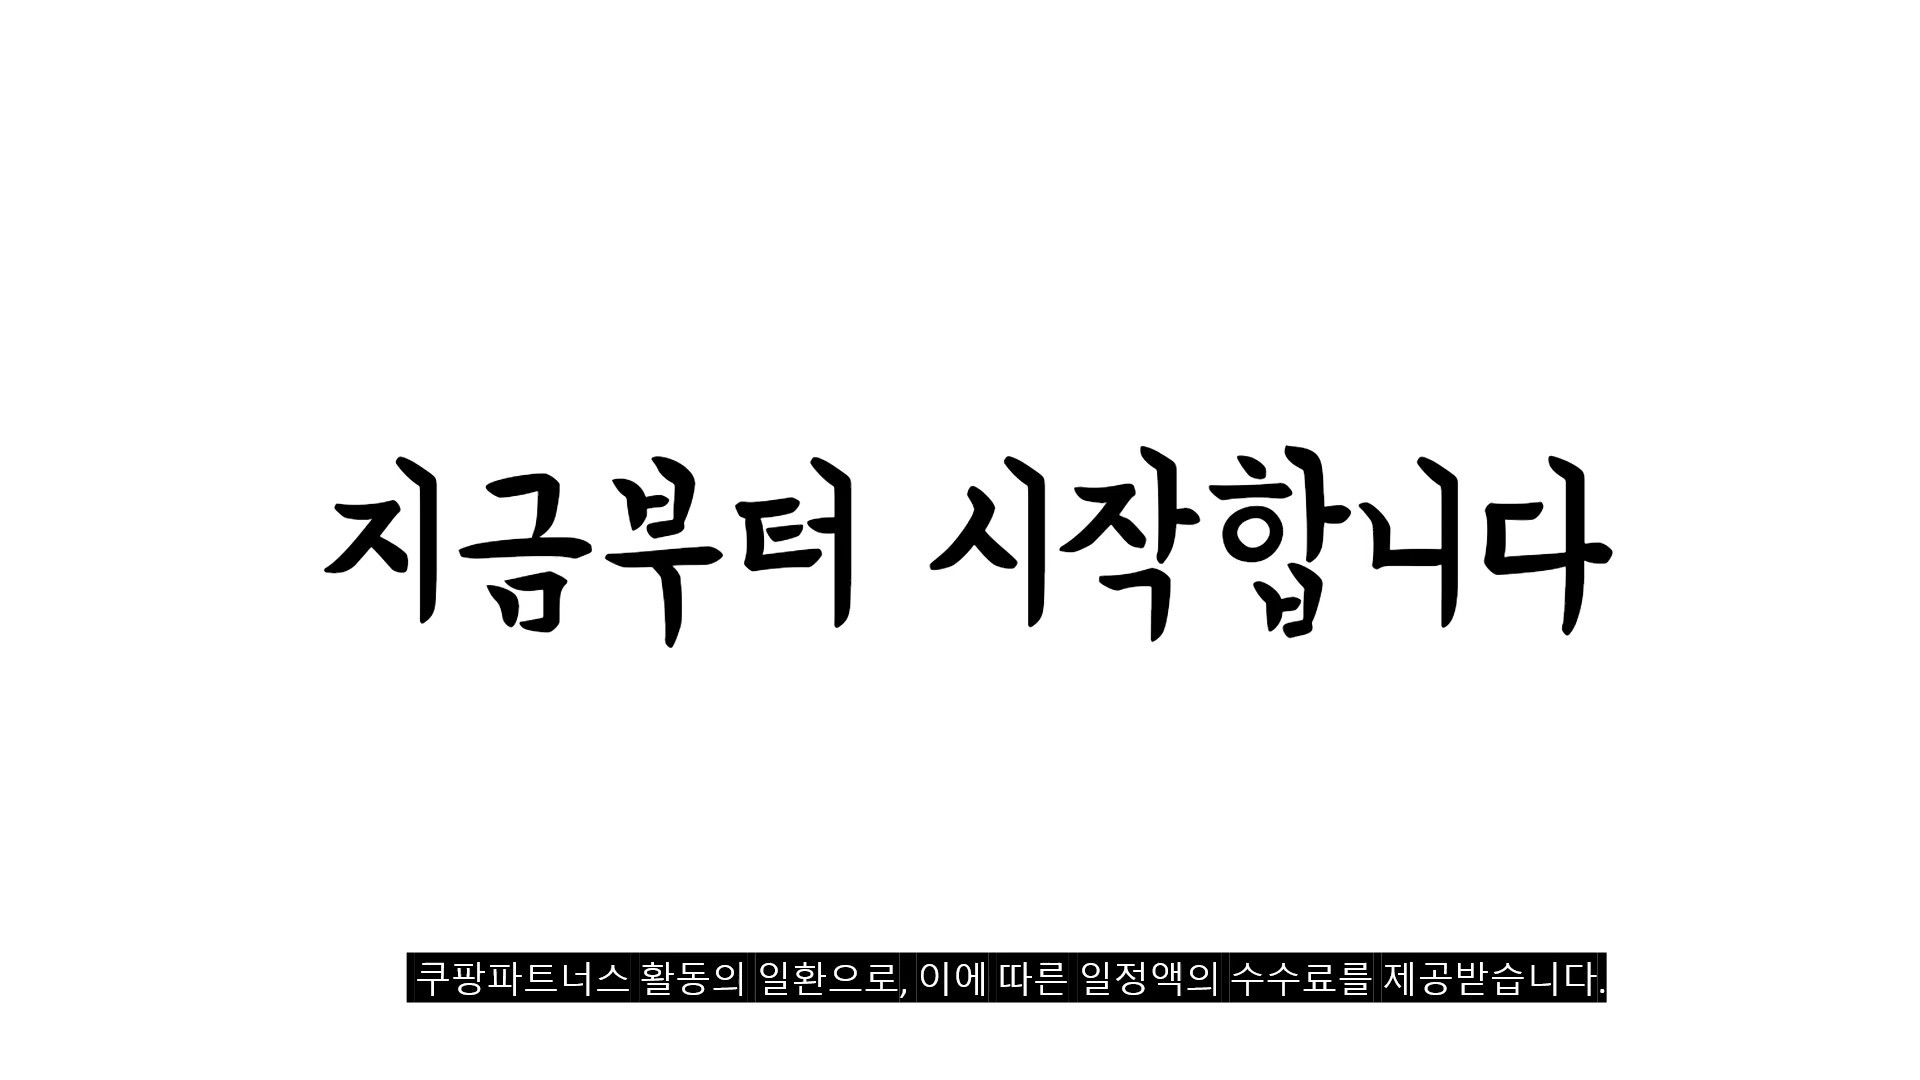 지금부터 시작합니다
쿠팡파트너스 활동의 일환으로, 이에 따른 일정액의 수수료를 제공받습니다.